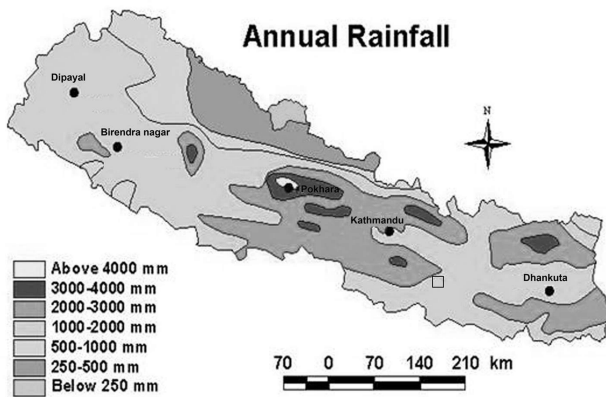 Annual Rainfall
Dipayal
N
Birendra nagar
Pokhara
Kathmandu
Dhankuta
Above 4000 mm
3000-4000 mm
2000-3000 mm
1000-2000 mm
500-1000 mm
250-500 mm
Below 250 mm
70 0 70 140 210 km